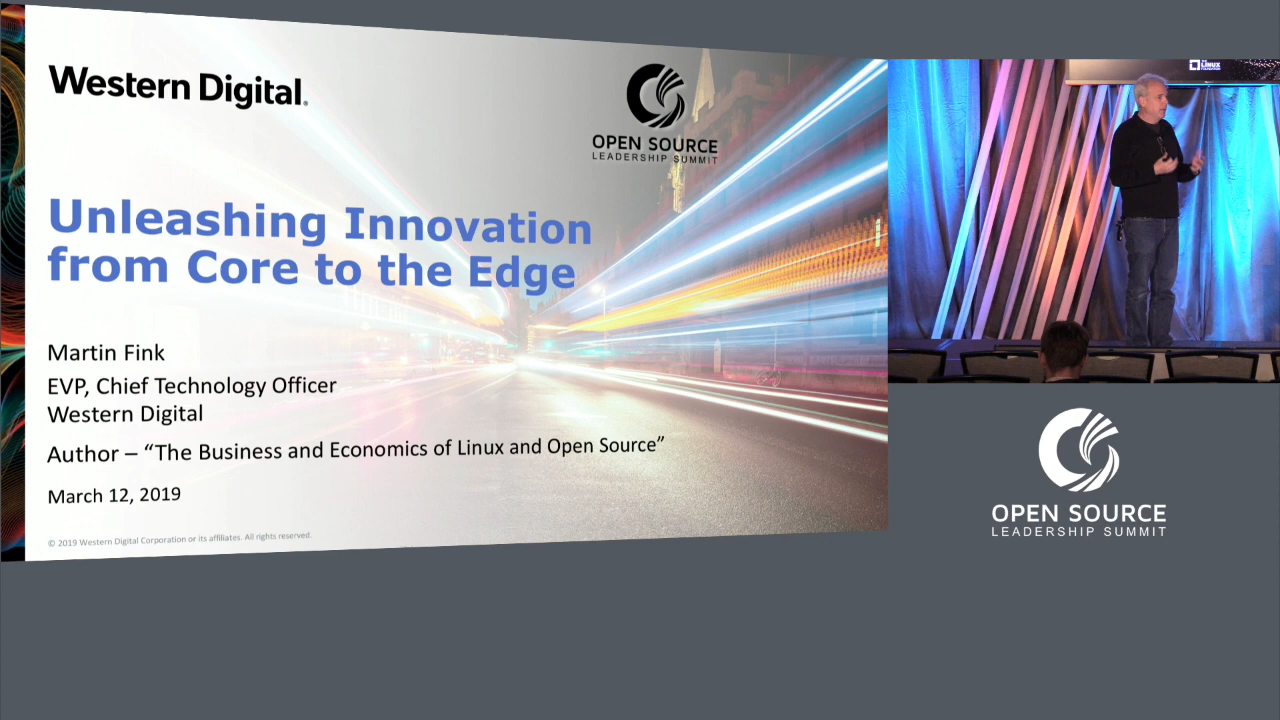 Western Digital.
OPEN SOURCE
LEADERSHIP SUMMIT
Unleashing Innovation
from Core to the Edge
Martin Fink
EVP, Chief Technology Officer
Western Digital
Author – “The Business and Economics of Linux and Open Source”
March 12, 2019
© 2019 Western Digital Corporation or its affiliates. All rights reserved.
LINUX
OPEN SOURCE
LEADERSHIP SUMMIT